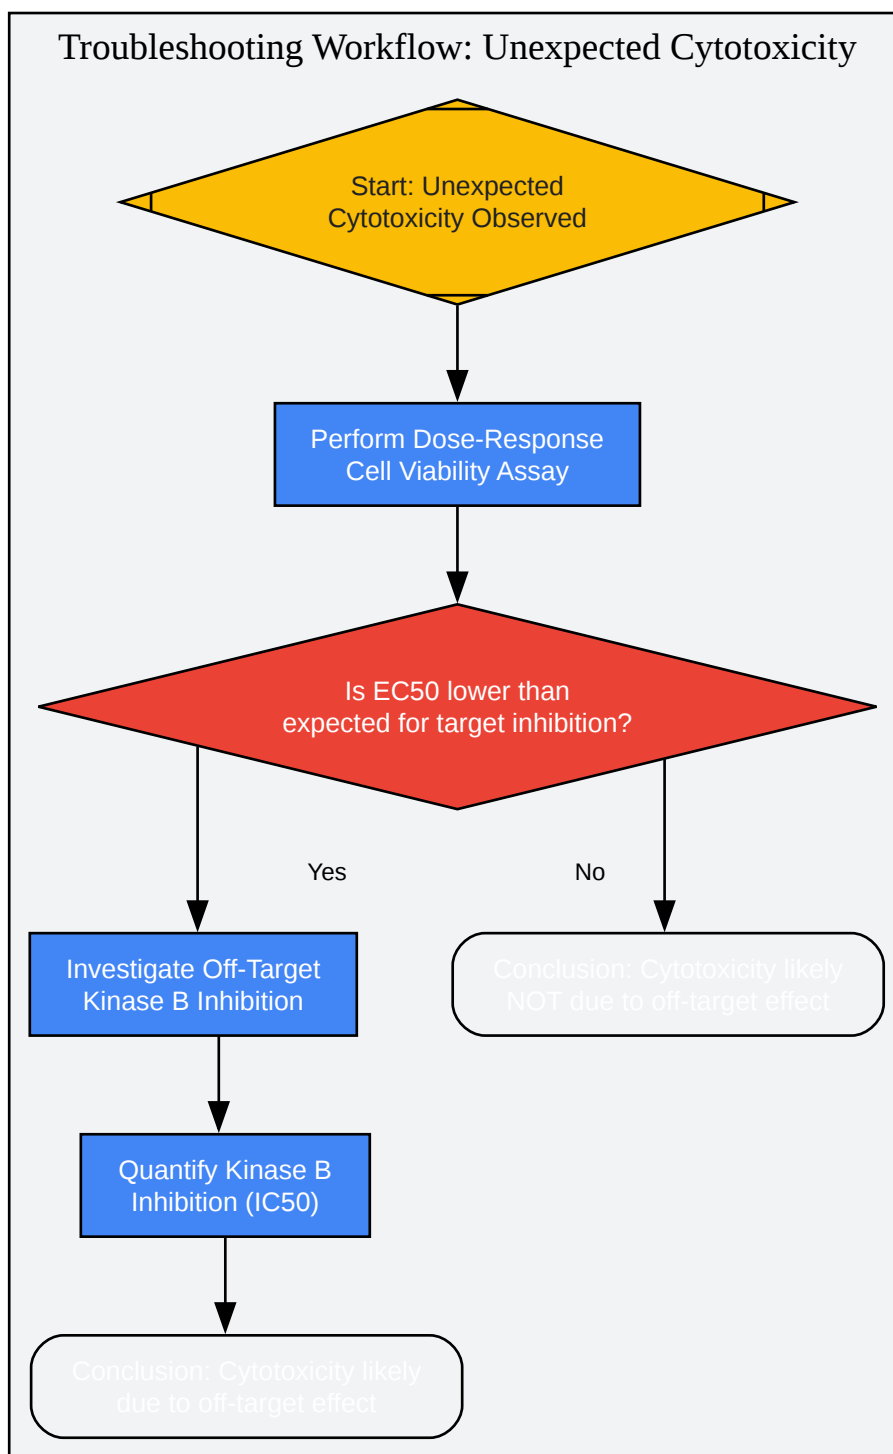 Troubleshooting Workflow: Unexpected Cytotoxicity
Start: Unexpected
Cytotoxicity Observed
Perform Dose-Response
Cell Viability Assay
Is EC50 lower than
expected for target inhibition?
Yes
No
Investigate Off-Target
Kinase B Inhibition
Conclusion: Cytotoxicity likely
NOT due to off-target effect
Quantify Kinase B
Inhibition (IC50)
Conclusion: Cytotoxicity likely
due to off-target effect